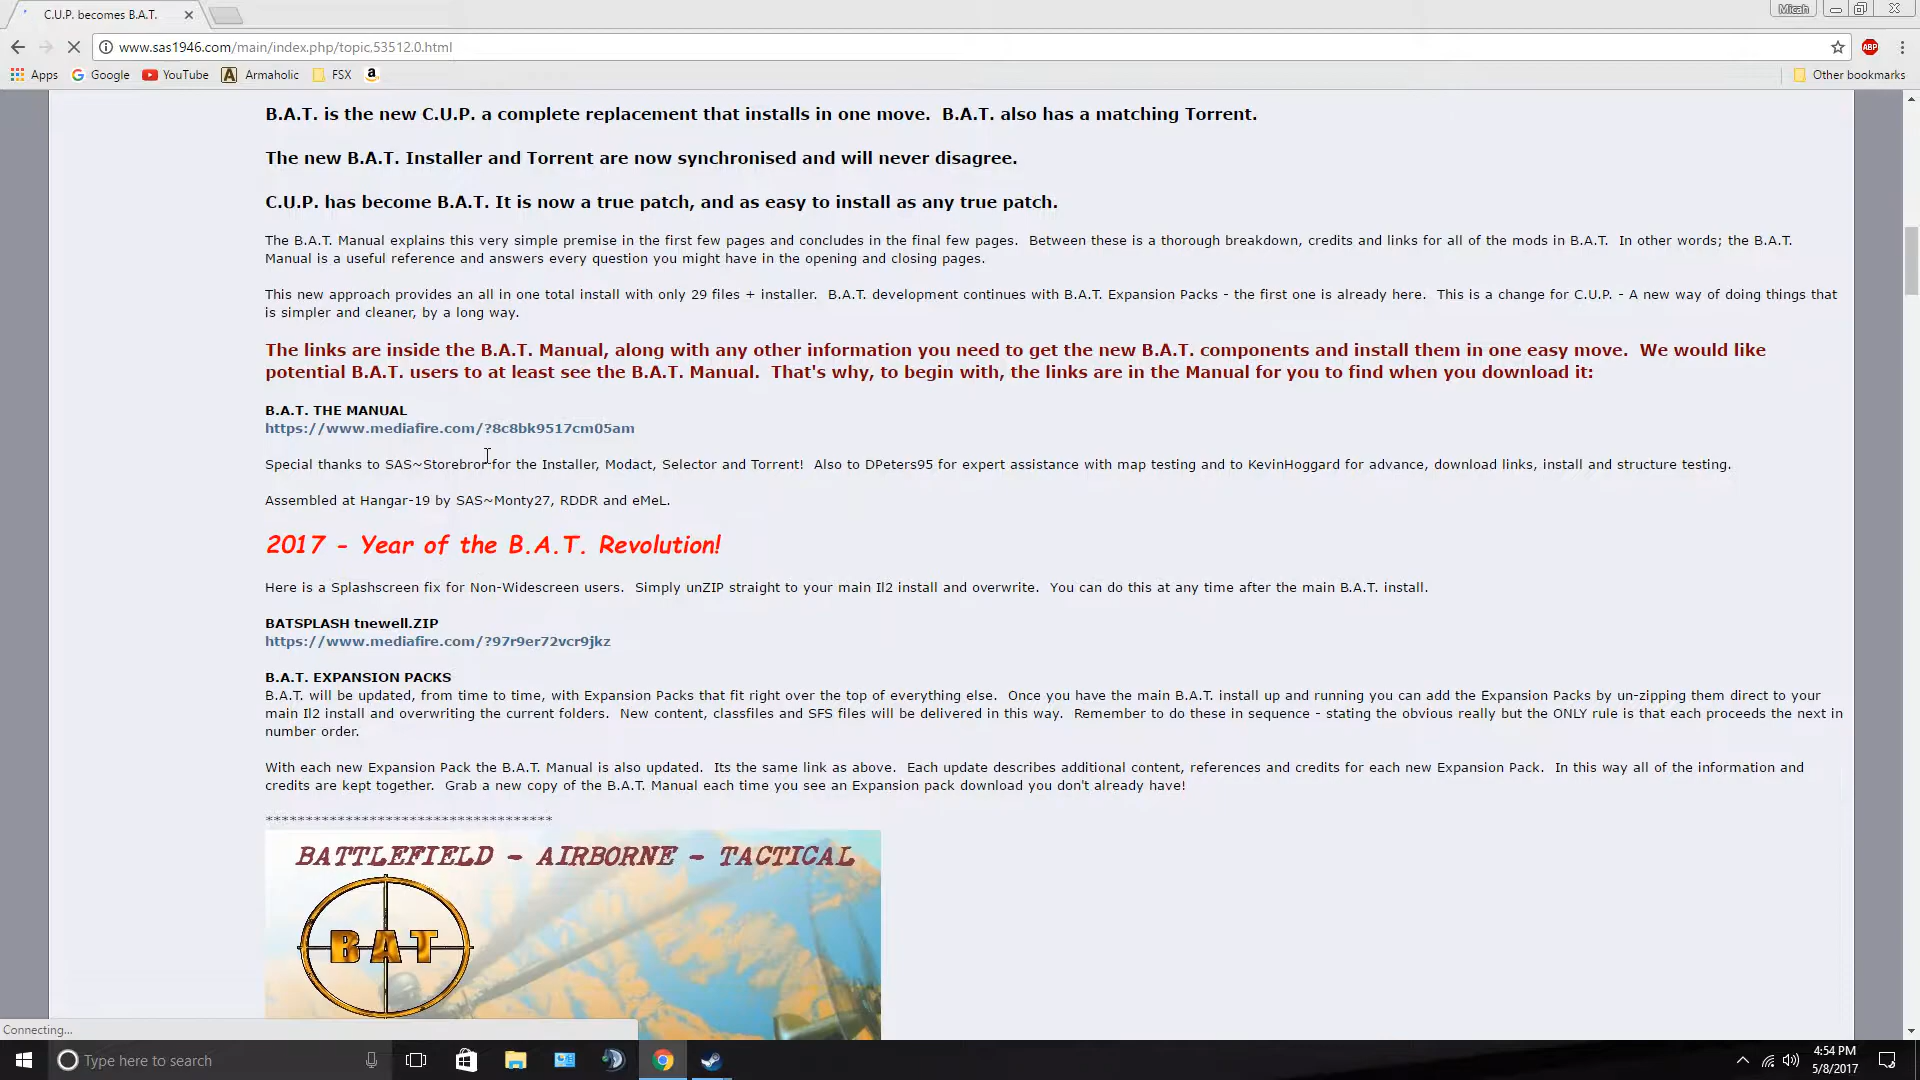 C.U.P. becomes B.A.T.
Micah
www.sas1946.com/main/index.php/topic,53512.0.html
ABP
Apps Google YouTube A Armaholic FSX a Other bookmarks
B.A.T. is the new C.U.P. a complete replacement that installs in one move. B.A.T. also has a matching Torrent.
The new B.A.T. Installer and Torrent are now synchronised and will never disagree.
C.U.P. has become B.A.T. It is now a true patch, and as easy to install as any true patch.
The B.A.T. Manual explains this very simple premise in the first few pages and concludes in the final few pages. Between these is a thorough breakdown, credits and links for all of the mods in B.A.T. In other words; the B.A.T.
Manual is a useful reference and answers every question you might have in the opening and closing pages.
This new approach provides an all in one total install with only 29 files + installer. B.A.T. development continues with B.A.T. Expansion Packs - the first one is already here. This is a change for C.U.P. - A new way of doing things that
is simpler and cleaner, by a long way.
The links are inside the B.A.T. Manual, along with any other information you need to get the new B.A.T. components and install them in one easy move. We would like
potential B.A.T. users to at least see the B.A.T. Manual. That's why, to begin with, the links are in the Manual for you to find when you download it:
B.A.T. THE MANUAL
https://www.mediafire.com/?8c8bk9517cm05am
Special thanks to SAS~Storebror for the Installer, Modact, Selector and Torrent! Also to DPeters95 for expert assistance with map testing and to KevinHoggard for advance, download links, install and structure testing.
Assembled at Hangar-19 by SAS~Monty27, RDDR and eMeL.
2017 - Year of the B.A.T. Revolution!
Here is a Splashscreen fix for Non-Widescreen users. Simply unZIP straight to your main Il2 install and overwrite. You can do this at any time after the main B.A.T. install.
BATSPLASH tnewell.ZIP
https://www.mediafire.com/?97r9er72vcr9jkz
B.A.T. EXPANSION PACKS
B.A.T. will be updated, from time to time, with Expansion Packs that fit right over the top of everything else. Once you have the main B.A.T. install up and running you can add the Expansion Packs by un-zipping them direct to your
main Il2 install and overwriting the current folders. New content, classfiles and SFS files will be delivered in this way. Remember to do these in sequence - stating the obvious really but the ONLY rule is that each proceeds the next in
number order.
With each new Expansion Pack the B.A.T. Manual is also updated. Its the same link as above. Each update describes additional content, references and credits for each new Expansion Pack. In this way all of the information and
credits are kept together. Grab a new copy of the B.A.T. Manual each time you see an Expansion pack download you don't already have!
************************************
BATTLEFIELD - AIRBORNE - TACTICAL
BAT
Connecting...
Type here to search
4:54 PM
5/8/2017